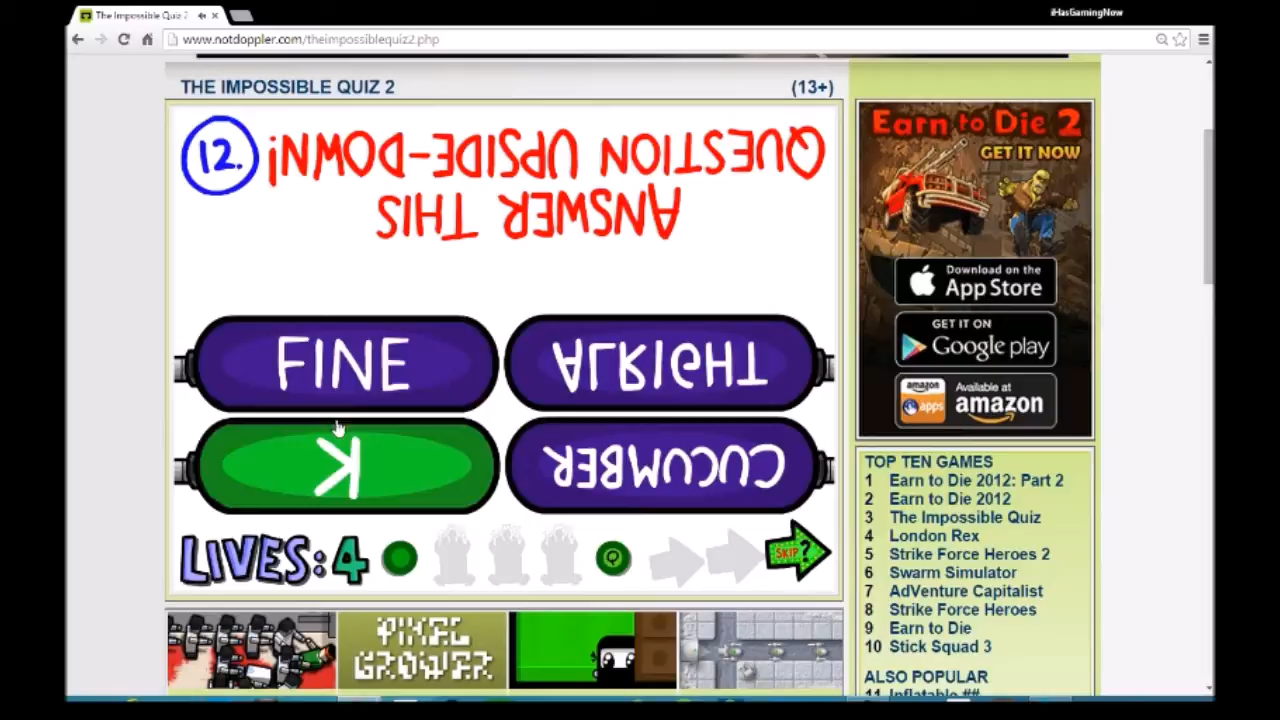 The Impossible Quiz 2
iHasGamingNow
www.notdoppler.com/theimpossiblequiz2.php
THE IMPOSSIBLE QUIZ 2
(13+)
12.
ANSWER THIS
QUESTION UPSIDE-DOWN!
FINE
ALRIGHT
K
CUCUMBER
LIVES:4
Q
SKIP?
PIXEL
GROWER
Earn to Die 2
GET IT NOW
Download on the
App Store
GET IT ON
Google play
amazon
apps
Available at
amazon
TOP TEN GAMES
1 Earn to Die 2012: Part 2
2 Earn to Die 2012
3 The Impossible Quiz
4 London Rex
5 Strike Force Heroes 2
6 Swarm Simulator
7 AdVenture Capitalist
8 Strike Force Heroes
9 Earn to Die
10 Stick Squad 3
ALSO POPULAR
11 Inflatable ##